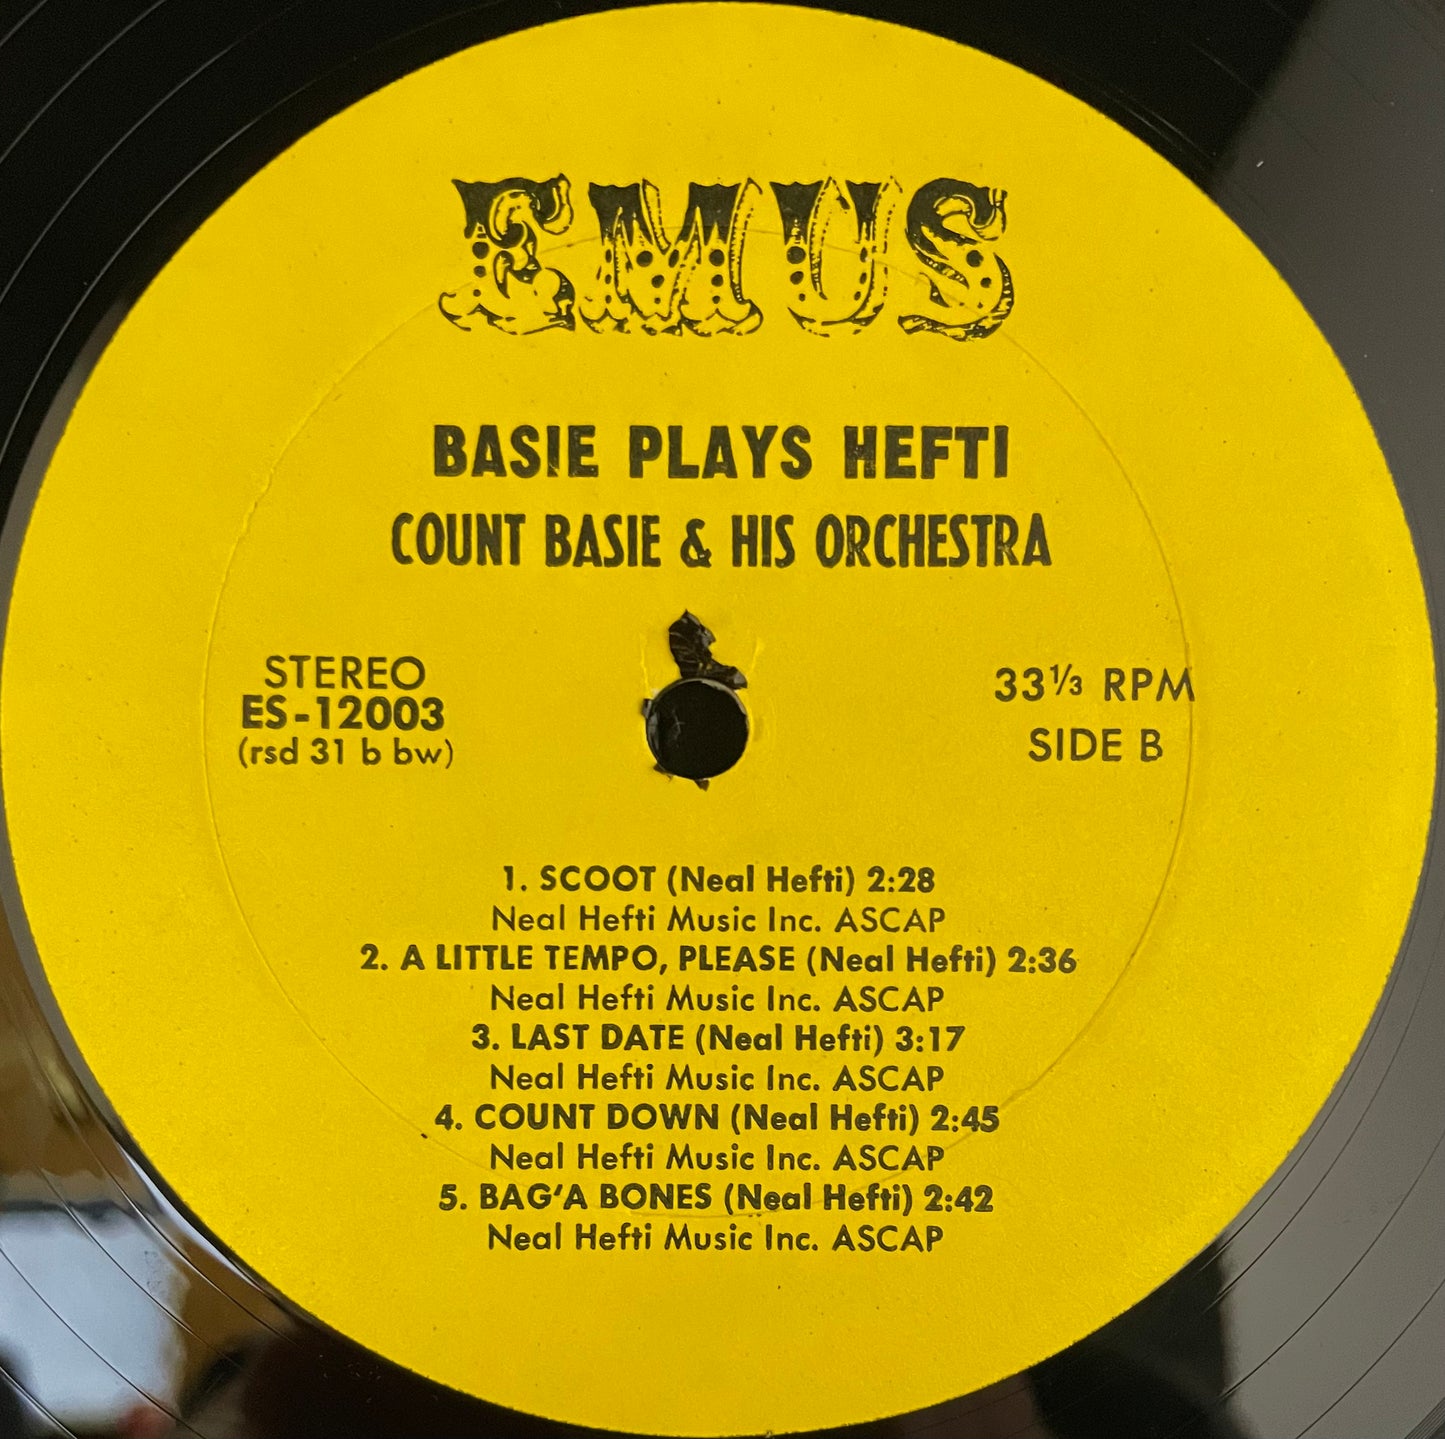 EMUS
BASIE PLAYS HEFTI
COUNT BASIE & HIS ORCHESTRA
STEREO
ES-12003
(rsd 31 b bw)
33⅓ RPM
SIDE B
1. SCOOT (Neal Hefti) 2:28
Neal Hefti Music Inc. ASCAP
2. A LITTLE TEMPO, PLEASE (Neal Hefti) 2:36
Neal Hefti Music Inc. ASCAP
3. LAST DATE (Neal Hefti) 3:17
Neal Hefti Music Inc. ASCAP
4. COUNT DOWN (Neal Hefti) 2:45
Neal Hefti Music Inc. ASCAP
5. BAG'A BONES (Neal Hefti) 2:42
Neal Hefti Music Inc. ASCAP